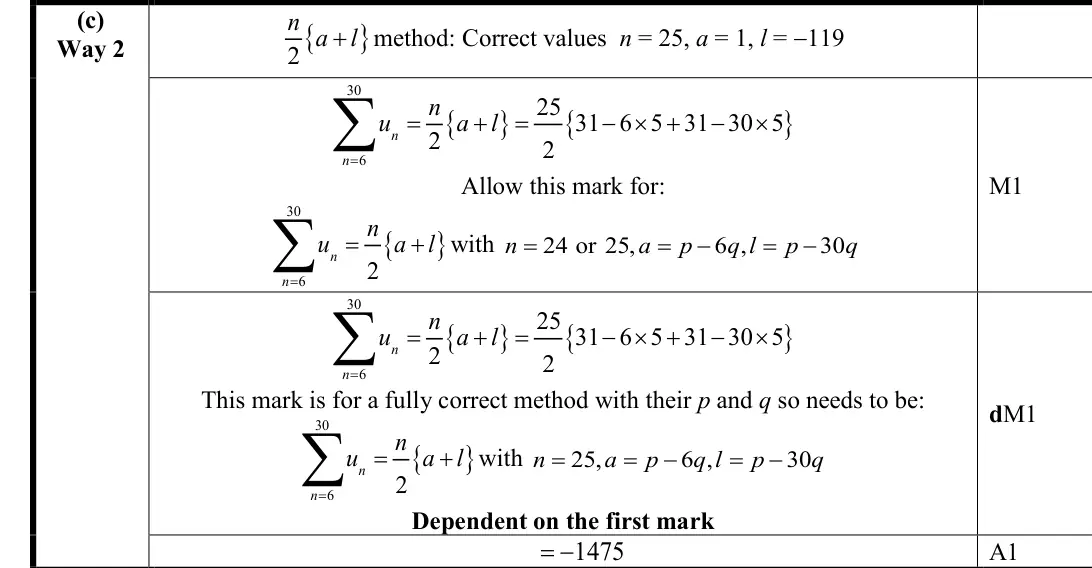 (c)
Way 2
n/2 {a + l} method: Correct values n = 25, a = 1, l = –119
∑_{n=6}^{30} u_n = n/2 {a + l} = 25/2 {31 − 6×5 + 31 − 30×5}
Allow this mark for:
∑_{n=6}^{30} u_n = n/2 {a + l} with n = 24 or 25, a = p − 6q, l = p − 30q
M1
∑_{n=6}^{30} u_n = n/2 {a + l} = 25/2 {31 − 6×5 + 31 − 30×5}
This mark is for a fully correct method with their p and q so needs to be:
∑_{n=6}^{30} u_n = n/2 {a + l} with n = 25, a = p − 6q, l = p − 30q
Dependent on the first mark
dM1
= −1475
A1